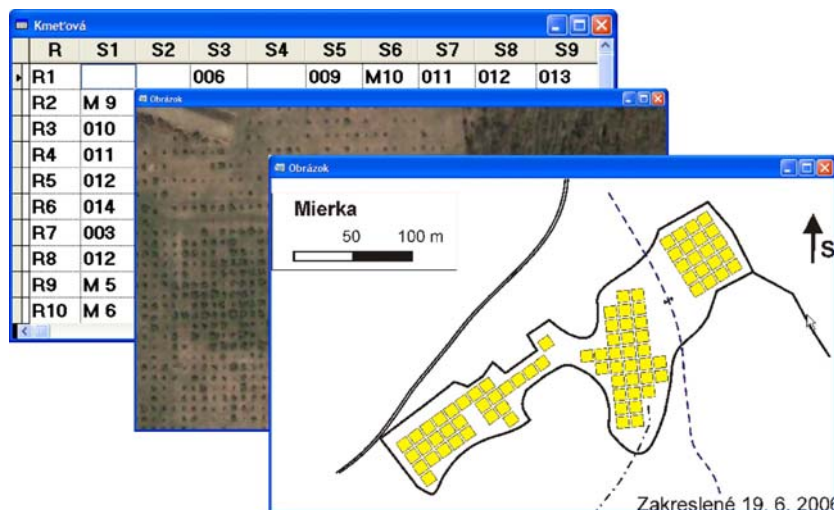 Kmeťová
R S1 S2 S3 S4 S5 S6 S7 S8 S9
R1 006 009 M10 011 012 013
R2 M 9
R3 010
R4 011
R5 012
R6 014
R7 003
R8 012
R9 M 5
R10 M 6
Obrázok
Obrázok
Mierka
50 100 m
S
Zakreslené 19. 6. 2006